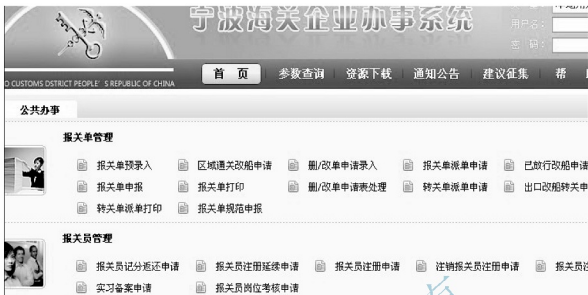 宁波海关企业办事系统
用户名：
密 码：
O CUSTOMS DSTRICT PEOPLE' S REPUBLIC OF CHINA
首 页 参数查询 资源下载 通知公告 建议征集 帮
公共办事
报关单管理
报关单预录入 区域通关改船申请 删/改单申请录入 报关单派单申请 已放行改船申请
报关单申报 报关单打印 删/改单申请表处理 转关单派单申请 出口改船转关申
转关单派单打印 报关单规范申报
报关员管理
报关员记分返还申请 报关员注册延续申请 报关员注册申请 注销报关员注册申请 报关员
实习备案申请 报关员岗位考核申请